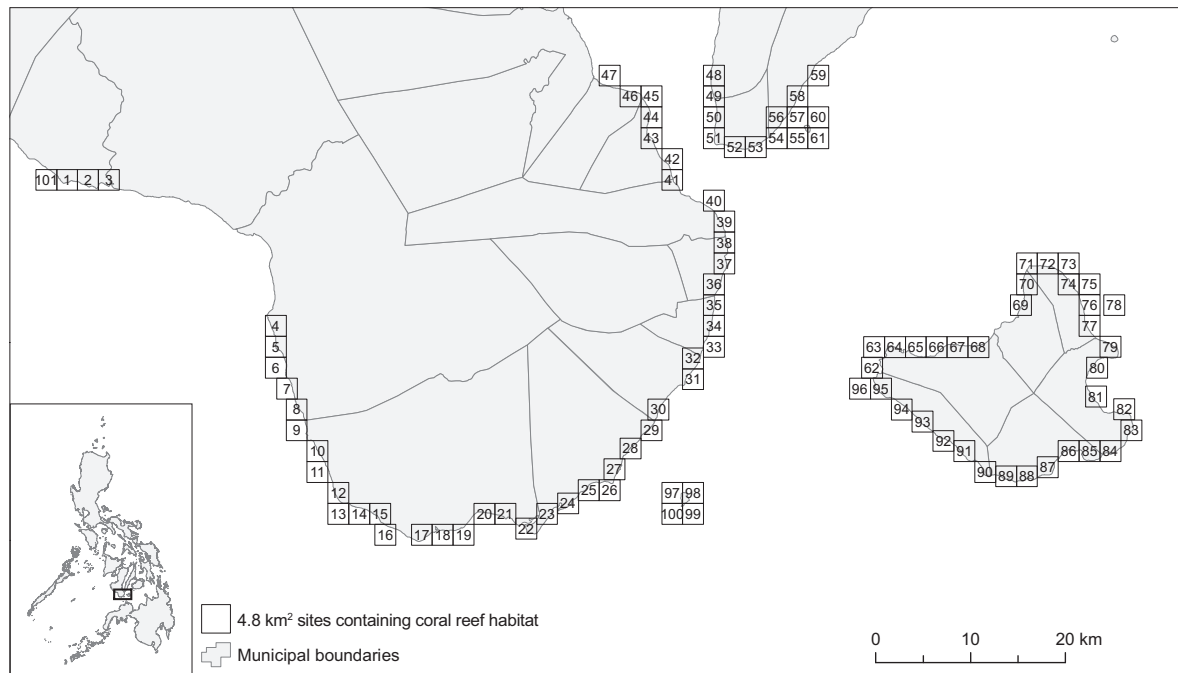 47 48 59
46 45 49 58
44 50 56 57 60
43 51 54 55 61
52 53
42
101 1 2 3 41
40
39
38
37 71 72 73
36 70 74 75
35 69 76 78
4 34 77
5 33 63 64 65 66 67 68 79
32
6 62 80
31
7 96 95
81
8 30 94 82
93
9 29 83
92
10 28 91 86 85 84
11 27 90 89 88 87
12 25 26 97 98
24
13 14 15 20 21 23 100 99
22
16 17 18 19
4.8 km² sites containing coral reef habitat
Municipal boundaries
0 10 20 km